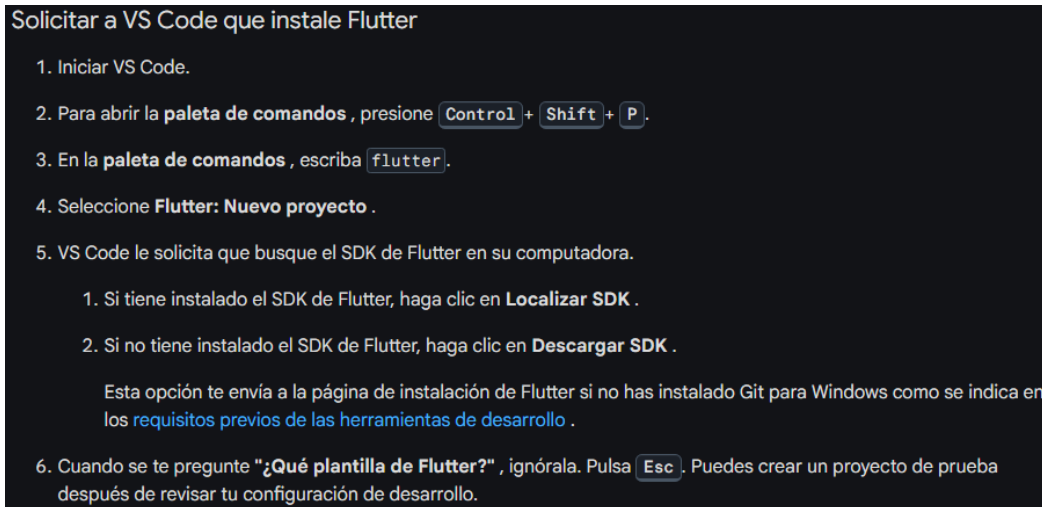 Solicitar a VS Code que instale Flutter
1. Iniciar VS Code.
2. Para abrir la paleta de comandos , presione Control + Shift + P .
3. En la paleta de comandos , escriba flutter .
4. Seleccione Flutter: Nuevo proyecto .
5. VS Code le solicita que busque el SDK de Flutter en su computadora.
1. Si tiene instalado el SDK de Flutter, haga clic en Localizar SDK .
2. Si no tiene instalado el SDK de Flutter, haga clic en Descargar SDK .
Esta opción te envía a la página de instalación de Flutter si no has instalado Git para Windows como se indica en
los requisitos previos de las herramientas de desarrollo .
6. Cuando se te pregunte "¿Qué plantilla de Flutter?" , ignórala. Pulsa Esc . Puedes crear un proyecto de prueba
después de revisar tu configuración de desarrollo.